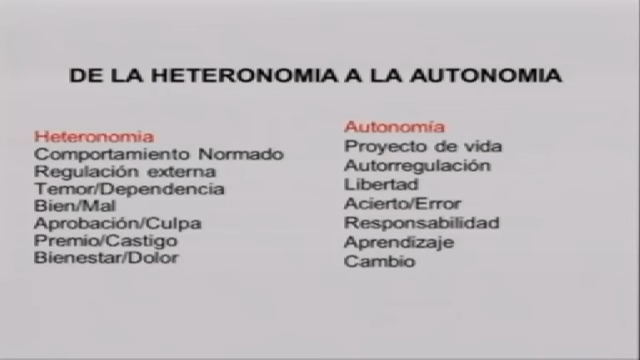 DE LA HETERONOMIA A LA AUTONOMIA
Heteronomia
Comportamiento Normado
Regulación externa
Temor/Dependencia
Bien/Mal
Aprobación/Culpa
Premio/Castigo
Bienestar/Dolor
Autonomía
Proyecto de vida
Autorregulación
Libertad
Acierto/Error
Responsabilidad
Aprendizaje
Cambio